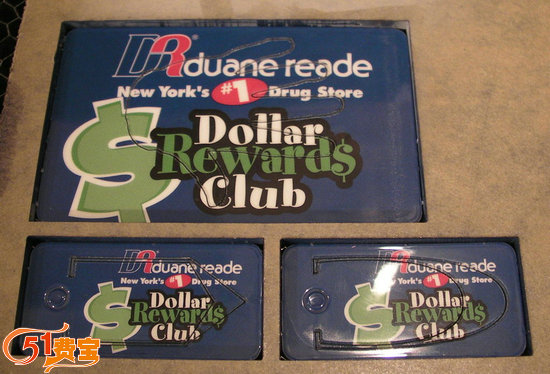 DR® duane reade
New York's #1 Drug Store
Dollar
Reward$
Club
DR duane reade
New York's #1 Drug Store
Dollar
Reward$
Club
DR duane reade
New York's #1 Drug Store
Dollar
Reward$
Club
51费宝